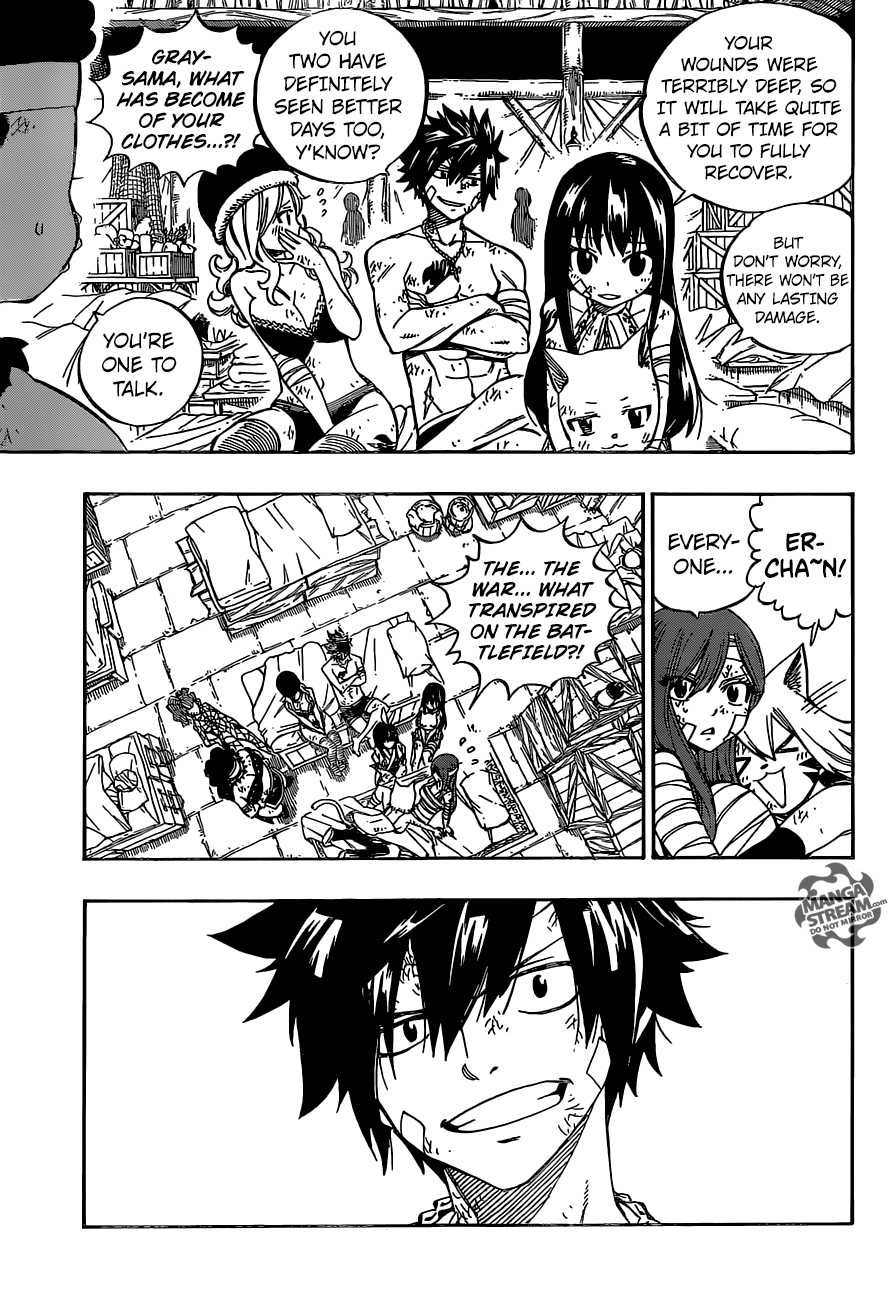 YOUR
WOUNDS WERE
TERRIBLY DEEP, SO
IT WILL TAKE QUITE
A BIT OF TIME FOR
YOU TO FULLY
RECOVER.
BUT
DON'T WORRY,
THERE WON'T BE
ANY LASTING
DAMAGE.
YOU
TWO HAVE
DEFINITELY
SEEN BETTER
DAYS TOO,
Y'KNOW?
GRAY-
SAMA, WHAT
HAS BECOME
OF YOUR
CLOTHES...?!
YOU'RE
ONE TO
TALK.
ER-
CHA~N!
EVERY-
ONE...
THE... THE
WAR... WHAT
TRANSPIRED
ON THE BAT-
TLEFIELD?!
MANGA
STREAM.com
DO NOT MIRROR